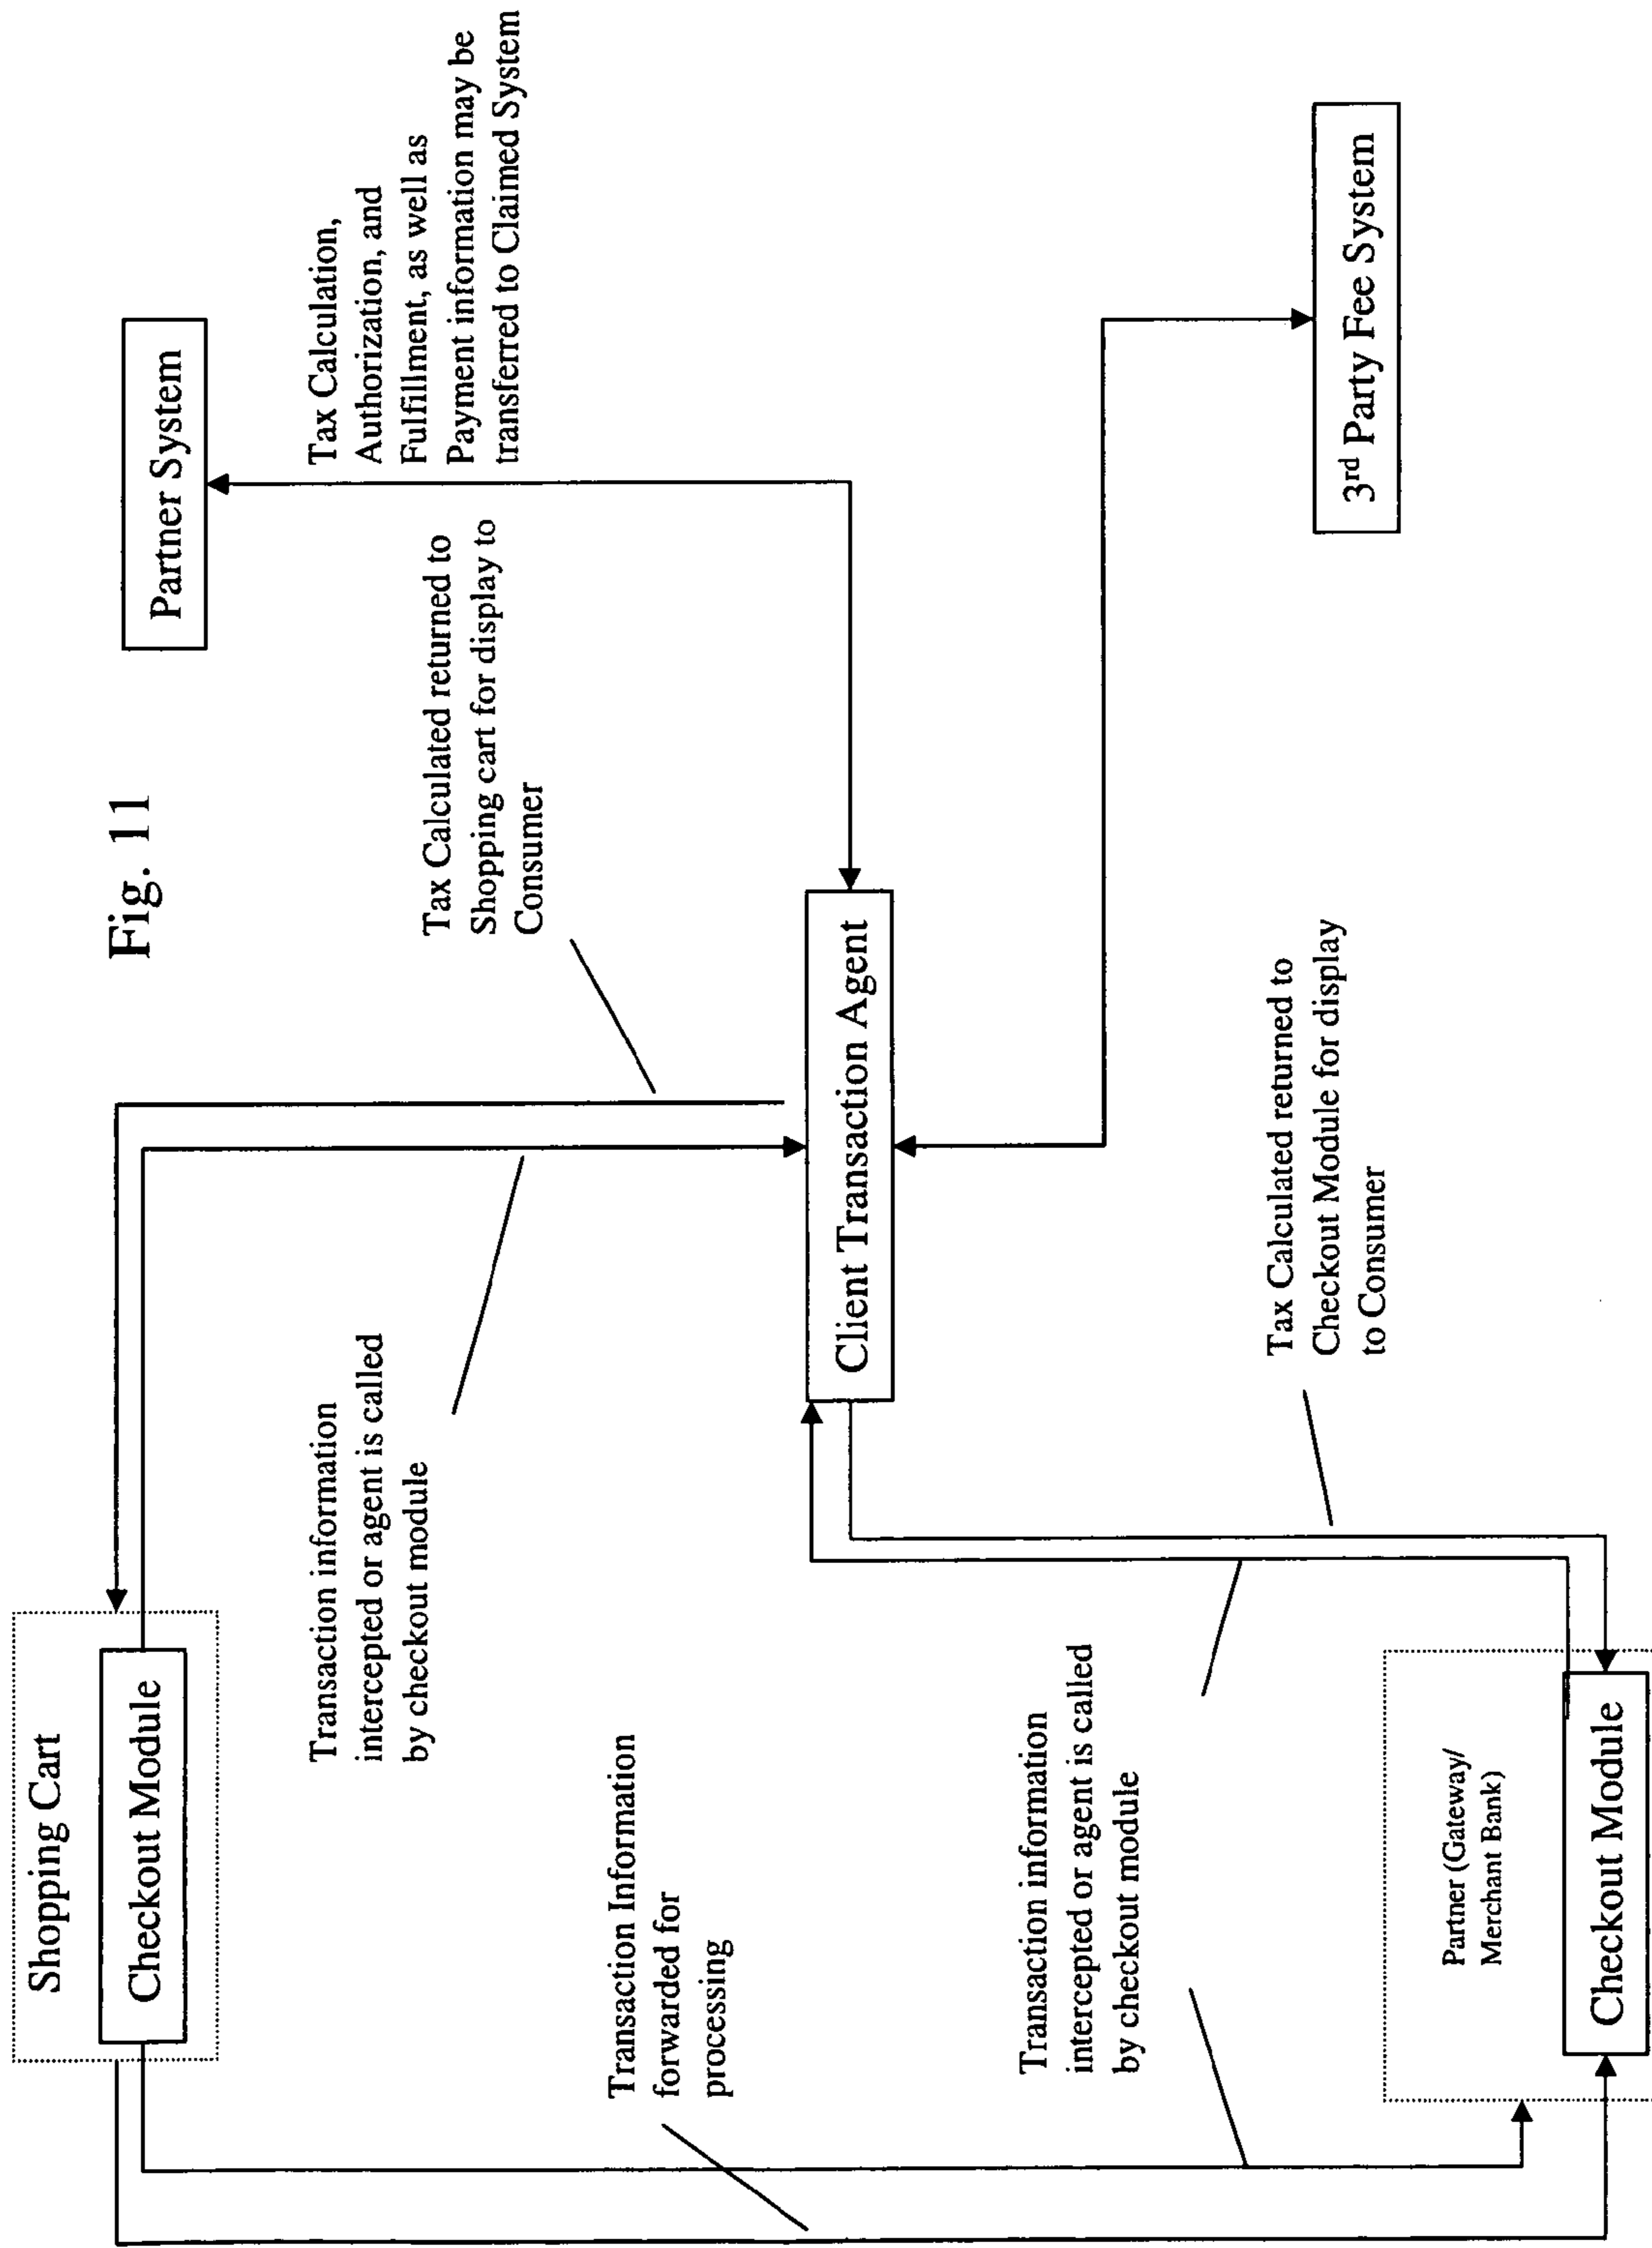 Fig. 11
Shopping Cart
Checkout Module
Transaction information
intercepted or agent is called
by checkout module
Tax Calculated returned to
Shopping cart for display to
Consumer
Partner System
Tax Calculation,
Authorization, and
Fulfillment, as well as
Payment information may be
transferred to Claimed System
Transaction Information
forwarded for
processing
Client Transaction Agent
Transaction information
intercepted or agent is called
by checkout module
Tax Calculated returned to
Checkout Module for display
to Consumer
3rd Party Fee System
Partner (Gateway/
Merchant Bank)
Checkout Module